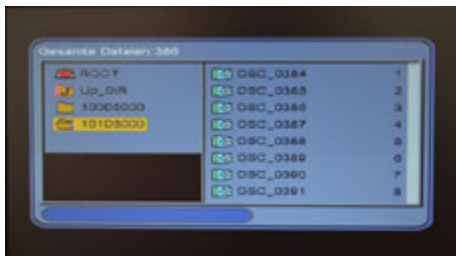 Gesamte Dateien:386
ROOT
Up_DIR
100D5000
101D5000
DSC_0384 1
DSC_0385 2
DSC_0386 3
DSC_0387 4
DSC_0388 5
DSC_0389 6
DSC_0390 7
DSC_0391 8